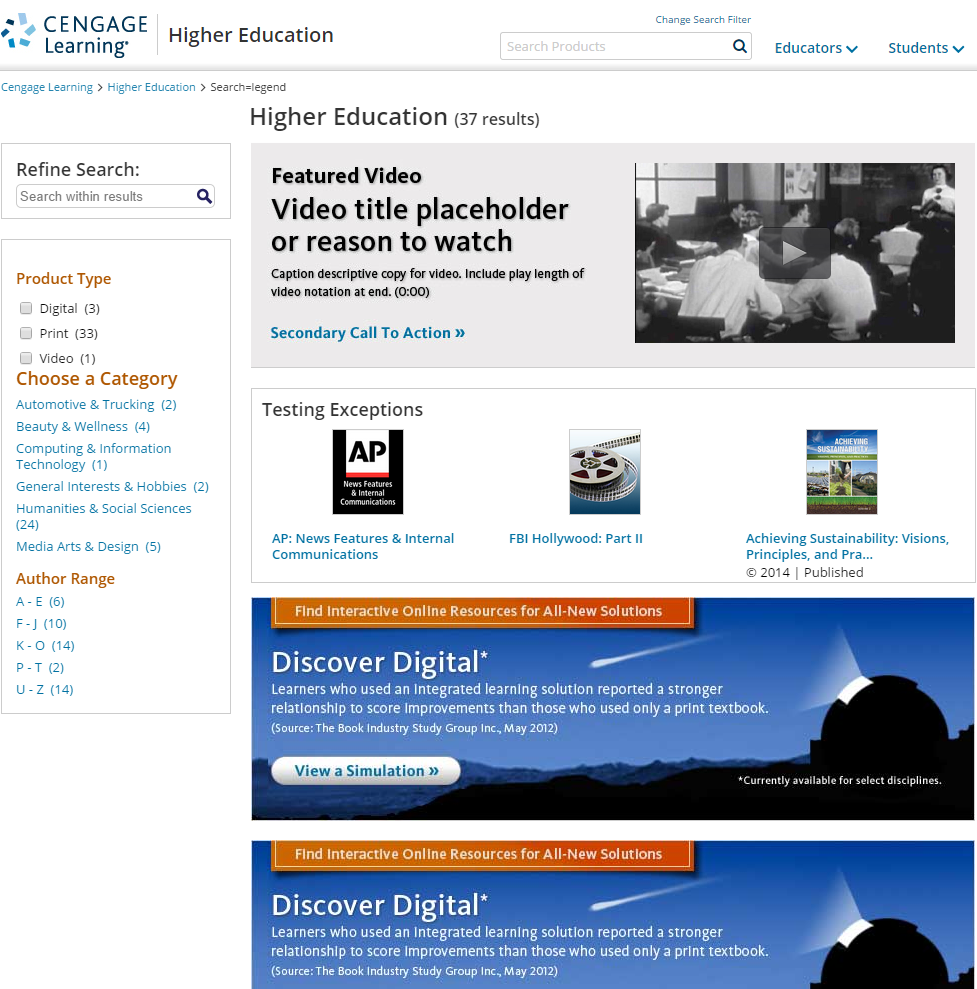 CENGAGE
Learning
Higher Education
Change Search Filter
Search Products
Educators
Students
Cengage Learning > Higher Education > Search=legend
Higher Education (37 results)
Refine Search:
Search within results
Product Type
Digital (3)
Print (33)
Video (1)
Choose a Category
Automotive & Trucking (2)
Beauty & Wellness (4)
Computing & Information
Technology (1)
General Interests & Hobbies (2)
Humanities & Social Sciences
(24)
Media Arts & Design (5)
Author Range
A - E (6)
F - J (10)
K - O (14)
P - T (2)
U - Z (14)
Featured Video
Video title placeholder
or reason to watch
Caption descriptive copy for video. Include play length of
video notation at end. (0:00)
Secondary Call To Action »
Testing Exceptions
AP
News Features
& Internal
Communications
AP: News Features & Internal
Communications
FBI Hollywood: Part II
ACHIEVING
SUSTAINABILITY
Achieving Sustainability: Visions,
Principles, and Pra...
© 2014 | Published
Find Interactive Online Resources for All-New Solutions
Discover Digital*
Learners who used an integrated learning solution reported a stronger
relationship to score improvements than those who used only a print textbook.
(Source: The Book Industry Study Group Inc., May 2012)
View a Simulation »
*Currently available for select disciplines.
Find Interactive Online Resources for All-New Solutions
Discover Digital*
Learners who used an integrated learning solution reported a stronger
relationship to score improvements than those who used only a print textbook.
(Source: The Book Industry Study Group Inc., May 2012)